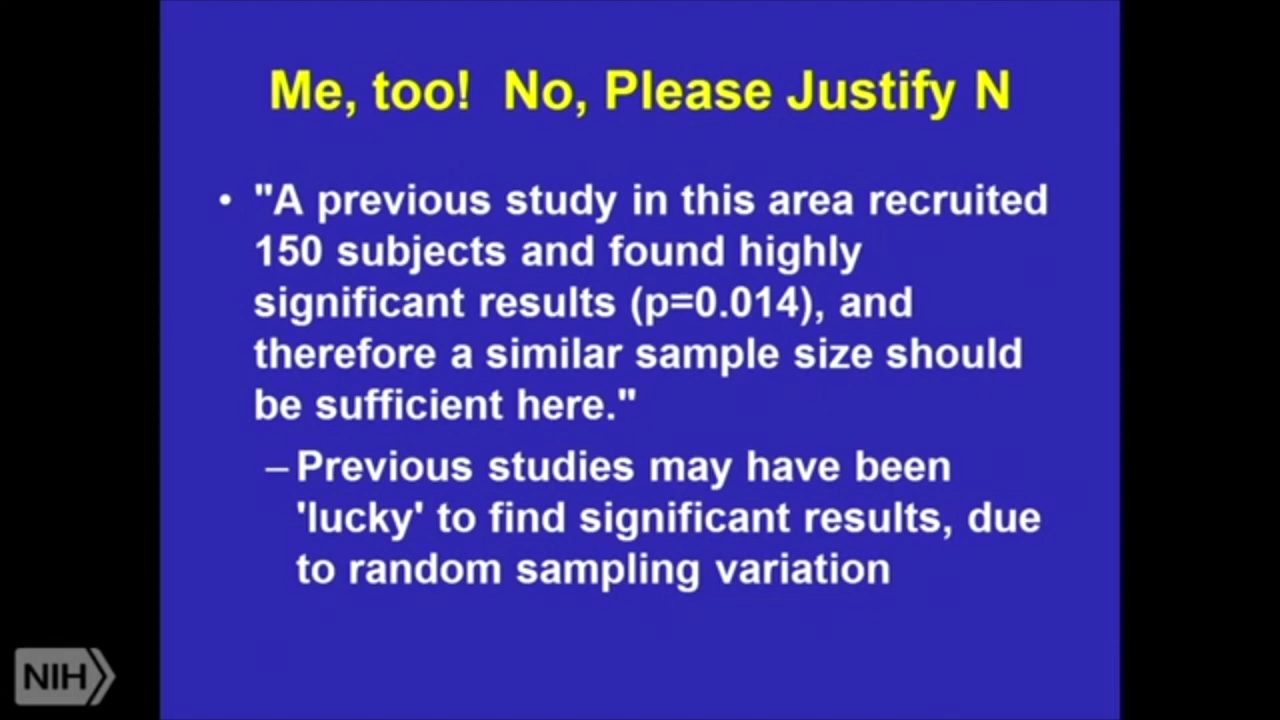 Me, too!  No, Please Justify N
• "A previous study in this area recruited
150 subjects and found highly
significant results (p=0.014), and
therefore a similar sample size should
be sufficient here."
– Previous studies may have been
'lucky' to find significant results, due
to random sampling variation
NIH